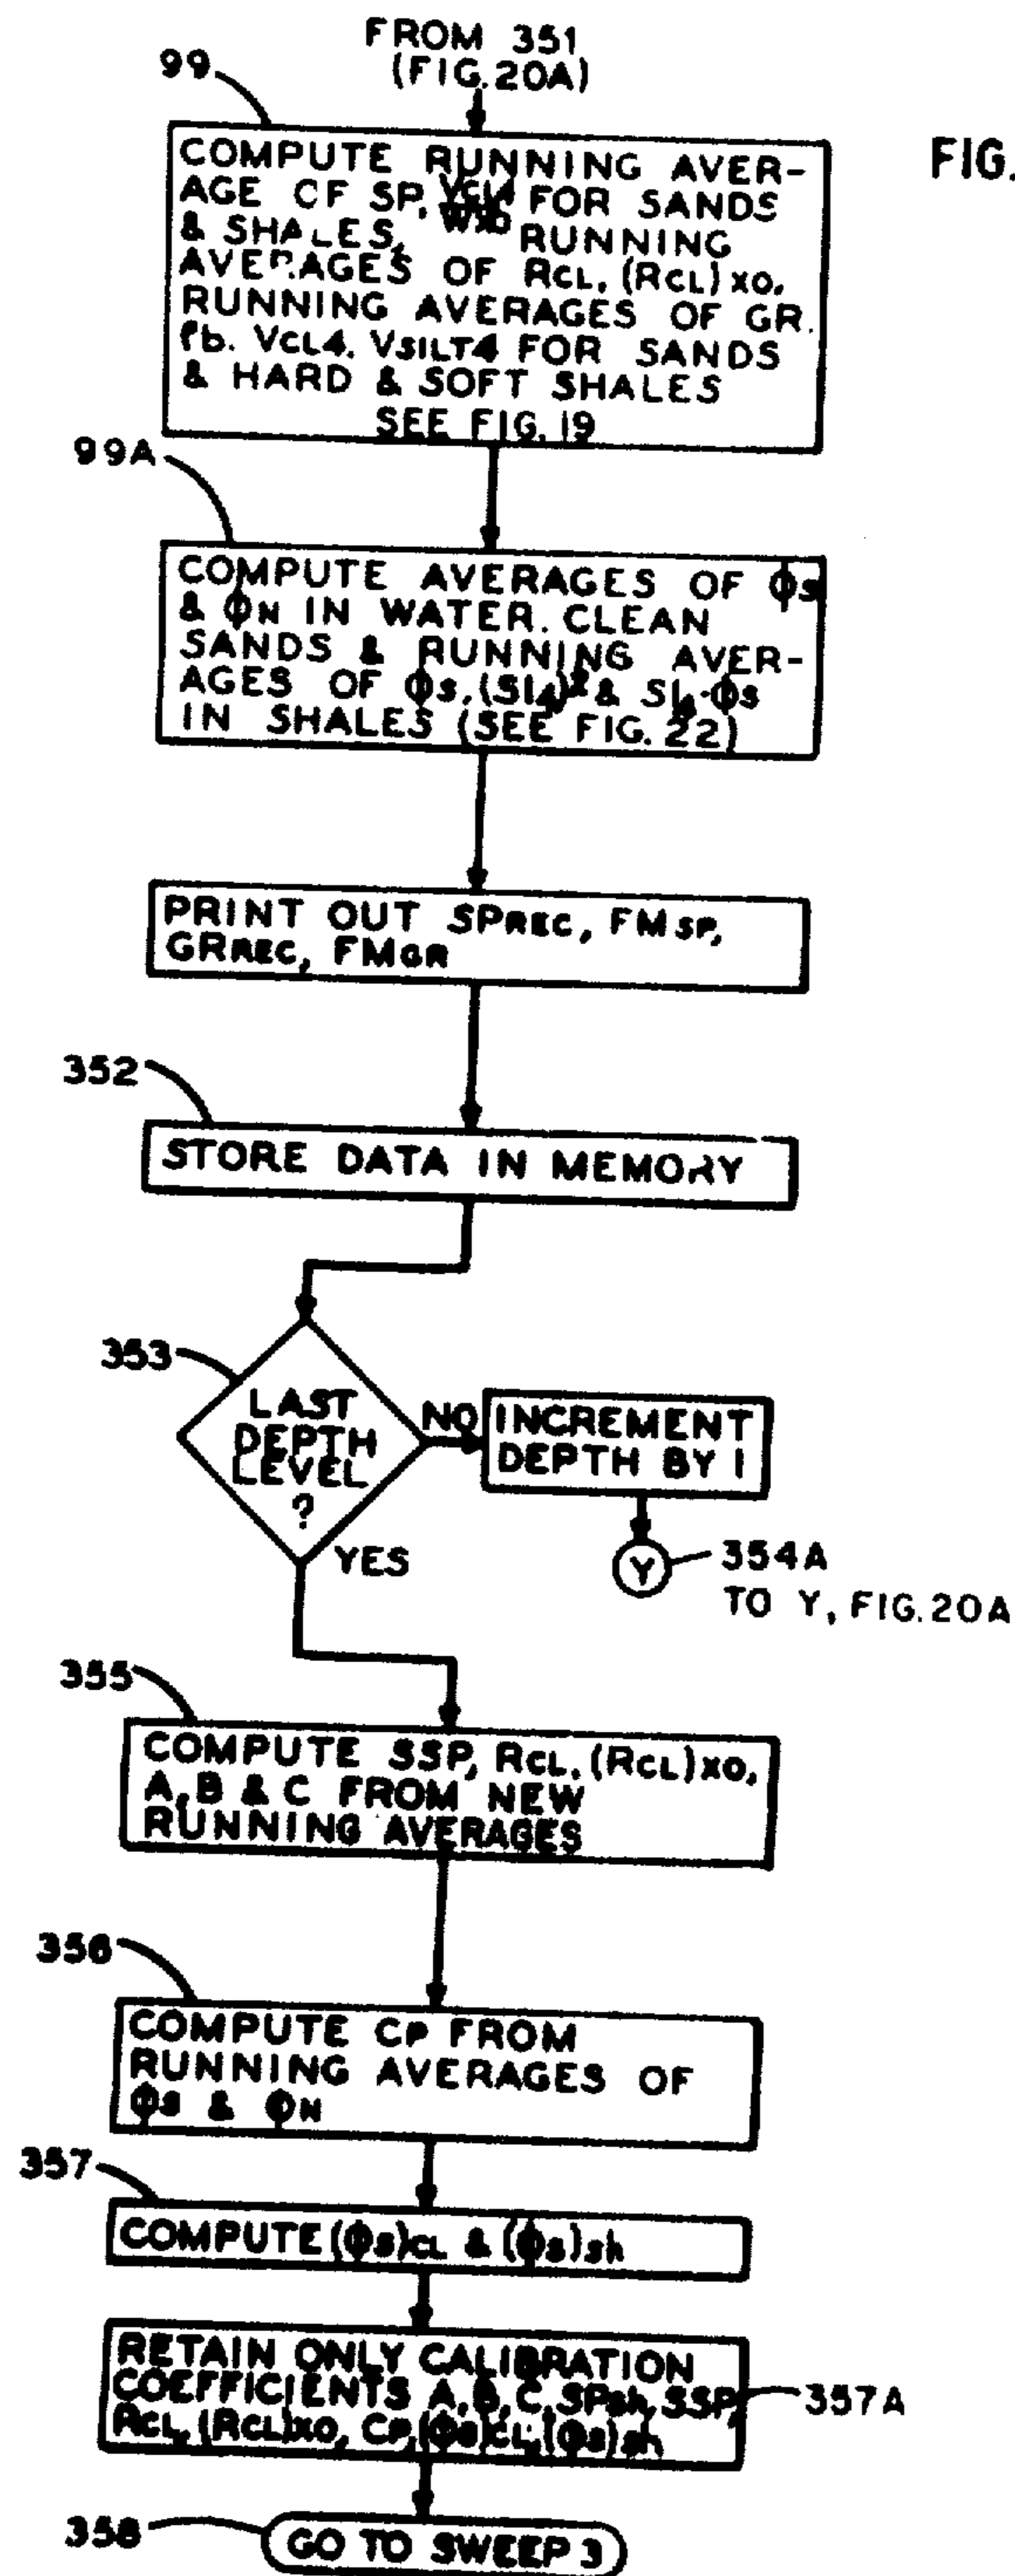 FROM 351
(FIG. 20A)
FIG.
99
COMPUTE RUNNING AVER-
AGE OF SP, VCL4 FOR SANDS
& SHALES, WXO RUNNING
AVERAGES OF RCL, (RCL)XO,
RUNNING AVERAGES OF GR.
ρb. VCL4. VSILT4 FOR SANDS
& HARD & SOFT SHALES
SEE FIG. 19
99A
COMPUTE AVERAGES OF ϕS
& ϕN IN WATER. CLEAN
SANDS & RUNNING AVER-
AGES OF ϕS, (SI4)² & SI4·ϕS
IN SHALES (SEE FIG. 22)
PRINT OUT SPREC, FMSP,
GRREC, FMGR
352
STORE DATA IN MEMORY
353
LAST
DEPTH
LEVEL
?
NO
INCREMENT
DEPTH BY 1
YES
Y
354A
TO Y, FIG. 20A
355
COMPUTE SSP, RCL, (RCL)XO,
A, B & C FROM NEW
RUNNING AVERAGES
356
COMPUTE CP FROM
RUNNING AVERAGES OF
ϕS & ϕN
357
COMPUTE (ϕS)CL & (ϕS)sh
RETAIN ONLY CALIBRATION
COEFFICIENTS A, B, C, SPsh, SSP,
RCL, (RCL)XO, CP, (ϕS)CL, (ϕS)sh
357A
358
GO TO SWEEP 3